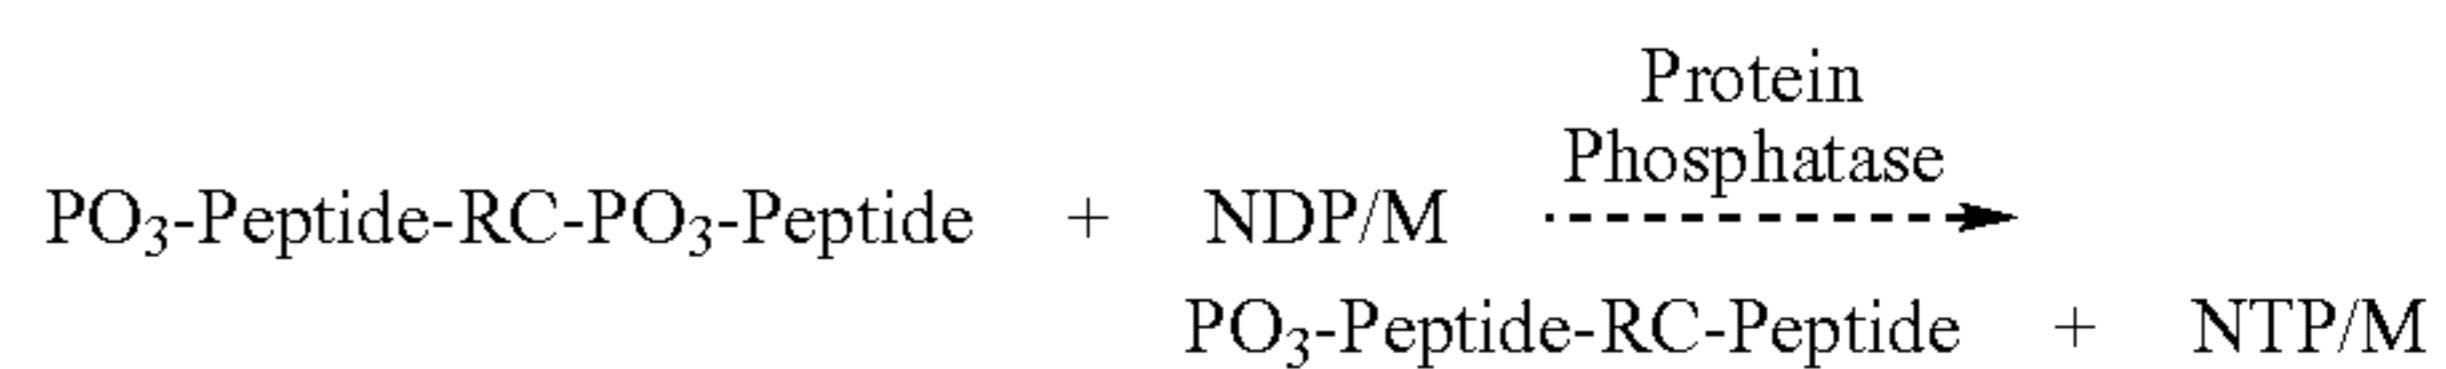 Protein
Phosphatase
PO₃-Peptide-RC-PO₃-Peptide + NDP/M
PO₃-Peptide-RC-Peptide + NTP/M